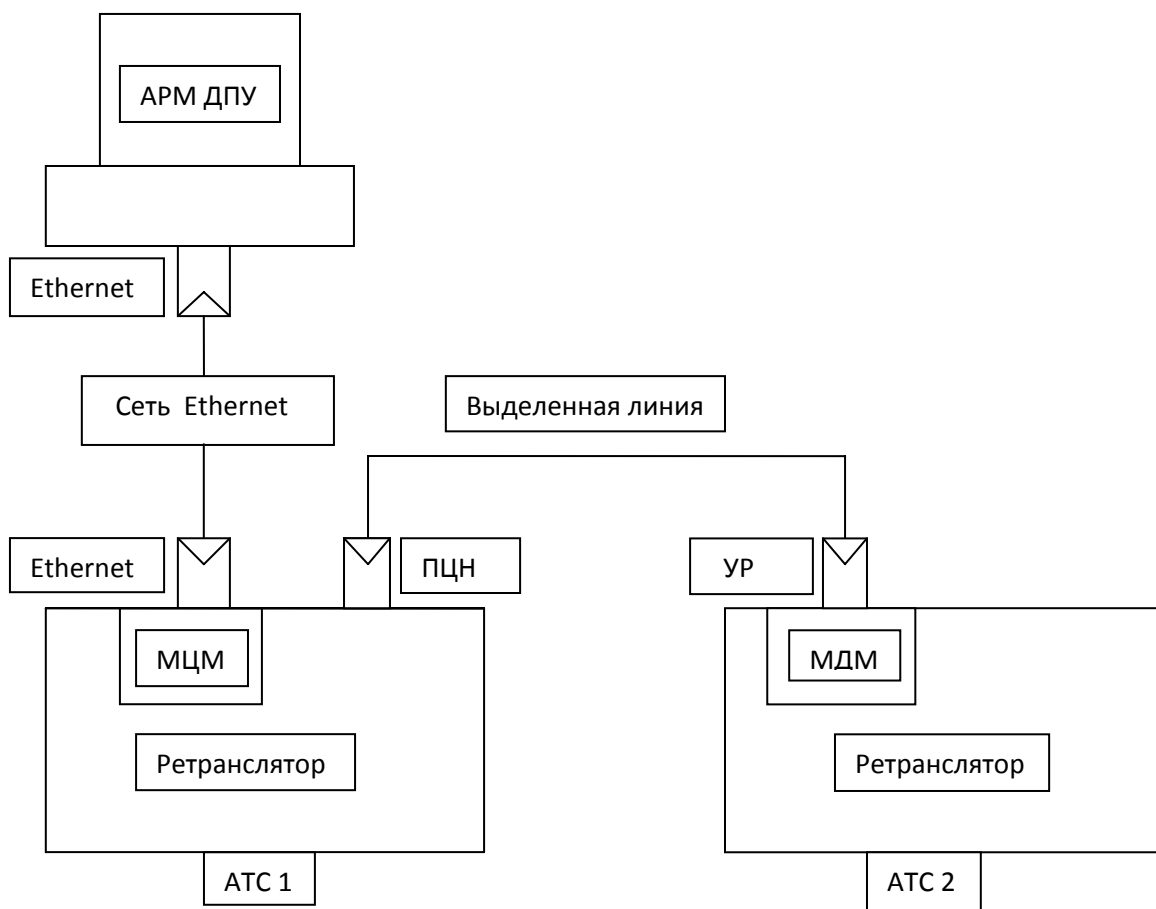 АРМ ДПУ
Ethernet
Сеть Ethernet
Выделенная линия
Ethernet
ПЦН
УР
МЦМ
МДМ
Ретранслятор
Ретранслятор
АТС 1
АТС 2